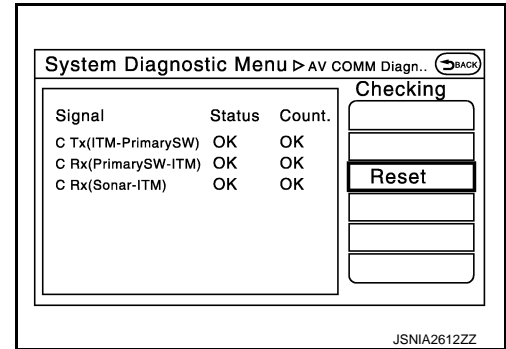 System Diagnostic Menu ▷ AV COMM Diagn.. BACK
Checking
Signal Status Count.
C Tx(ITM-PrimarySW) OK OK
C Rx(PrimarySW-ITM) OK OK
C Rx(Sonar-ITM) OK OK
Reset
JSNIA2612ZZ